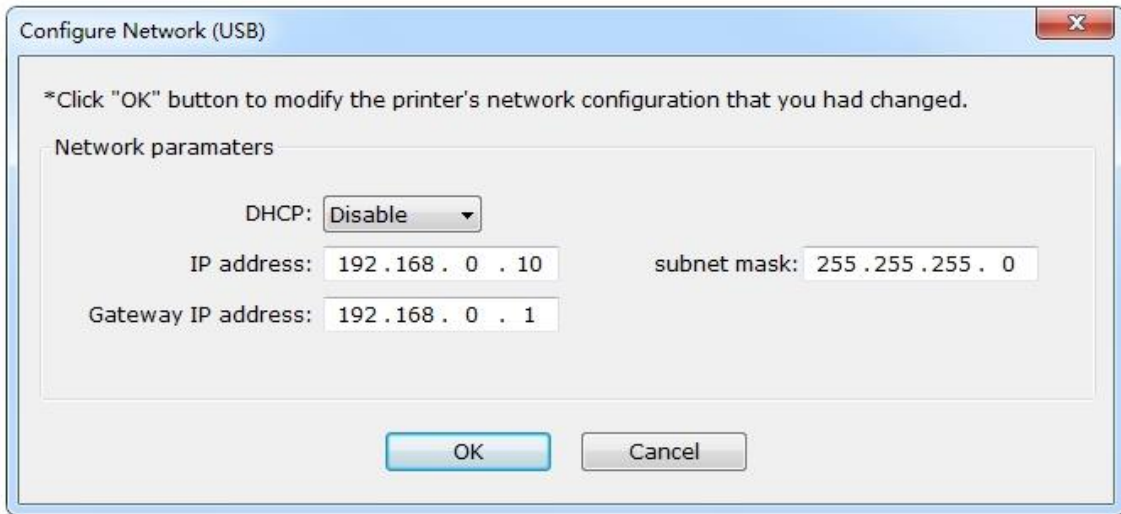 Configure Network (USB)
*Click "OK" button to modify the printer's network configuration that you had changed.
Network paramaters
DHCP: Disable
IP address: 192.168. 0 . 10 subnet mask: 255.255.255. 0
Gateway IP address: 192.168. 0 . 1
OK Cancel